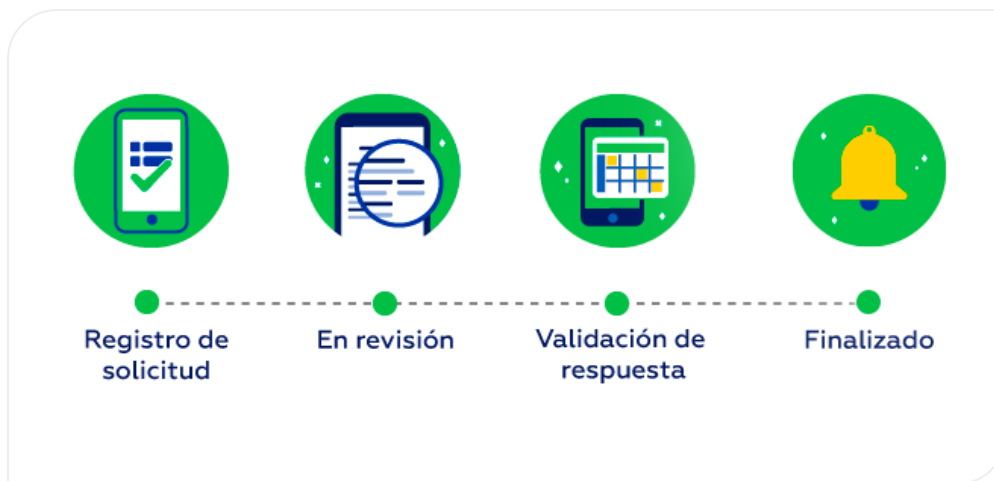 Registro de
solicitud
En revisión
Validación de
respuesta
Finalizado